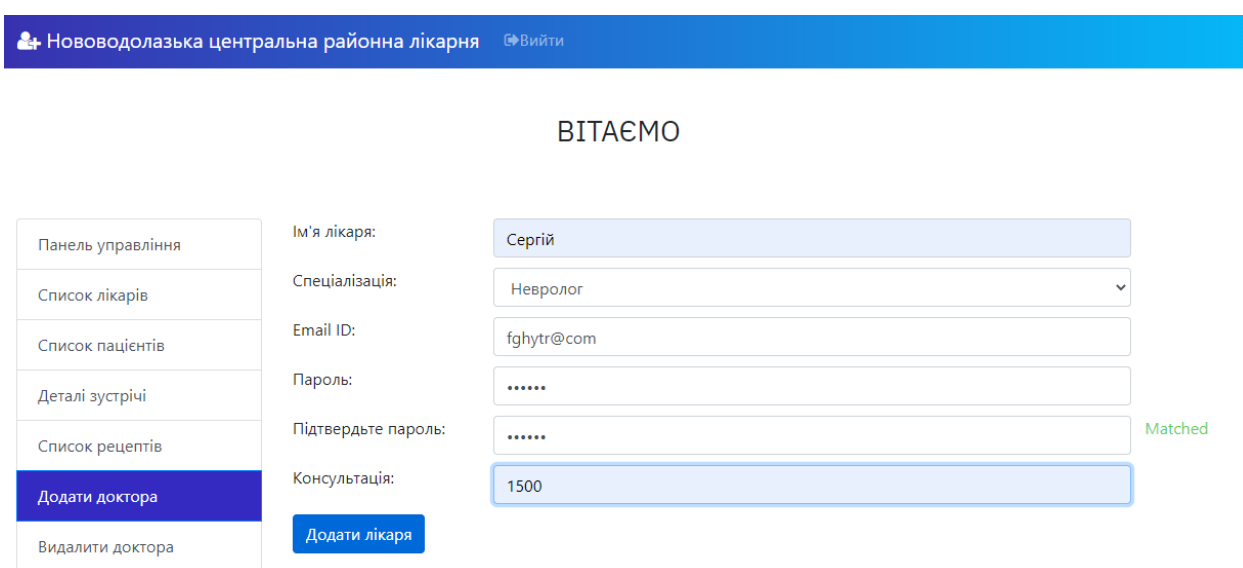 Нововодолазька центральна районна лікарня Вийти
ВІТАЄМО
Панель управління
Список лікарів
Список пацієнтів
Деталі зустрічі
Список рецептів
Додати доктора
Видалити доктора
Ім'я лікаря: Сергій
Спеціалізація: Невролог
Email ID: fghytr@com
Пароль: ••••••
Підтвердьте пароль: •••••• Matched
Консультація: 1500
Додати лікаря